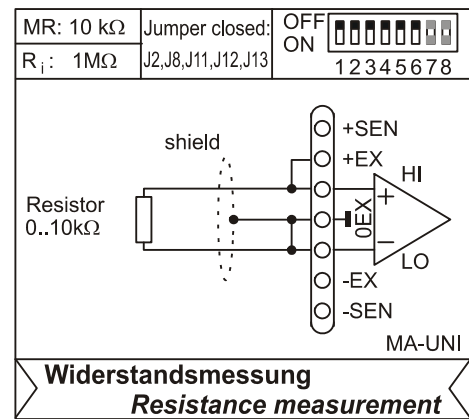 MR: 10 kΩ
Jumper closed:
OFF
ON
Ri: 1MΩ
J2,J8,J11,J12,J13
12345678
+SEN
shield
+EX
HI
+
Resistor
0..10kΩ
0EX
–
LO
-EX
-SEN
MA-UNI
Widerstandsmessung
Resistance measurement